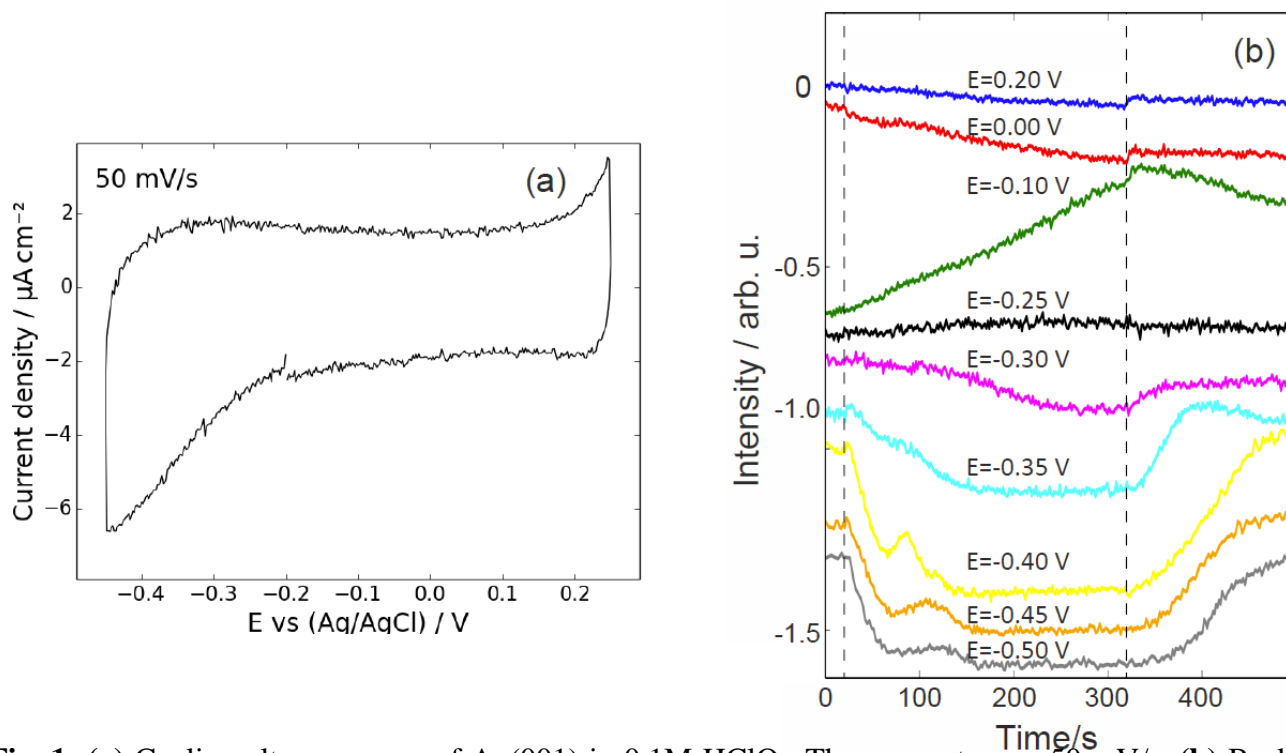 50 mV/s
(a)
2
0
−2
−4
−6
Current density / µA cm⁻²
−0.4 −0.3 −0.2 −0.1 0.0 0.1 0.2
E vs (Ag/AgCl) / V
(b)
0
-0.5
-1.0
-1.5
Intensity / arb. u.
E=0.20 V
E=0.00 V
E=-0.10 V
E=-0.25 V
E=-0.30 V
E=-0.35 V
E=-0.40 V
E=-0.45 V
E=-0.50 V
0 100 200 300 400
Time/s